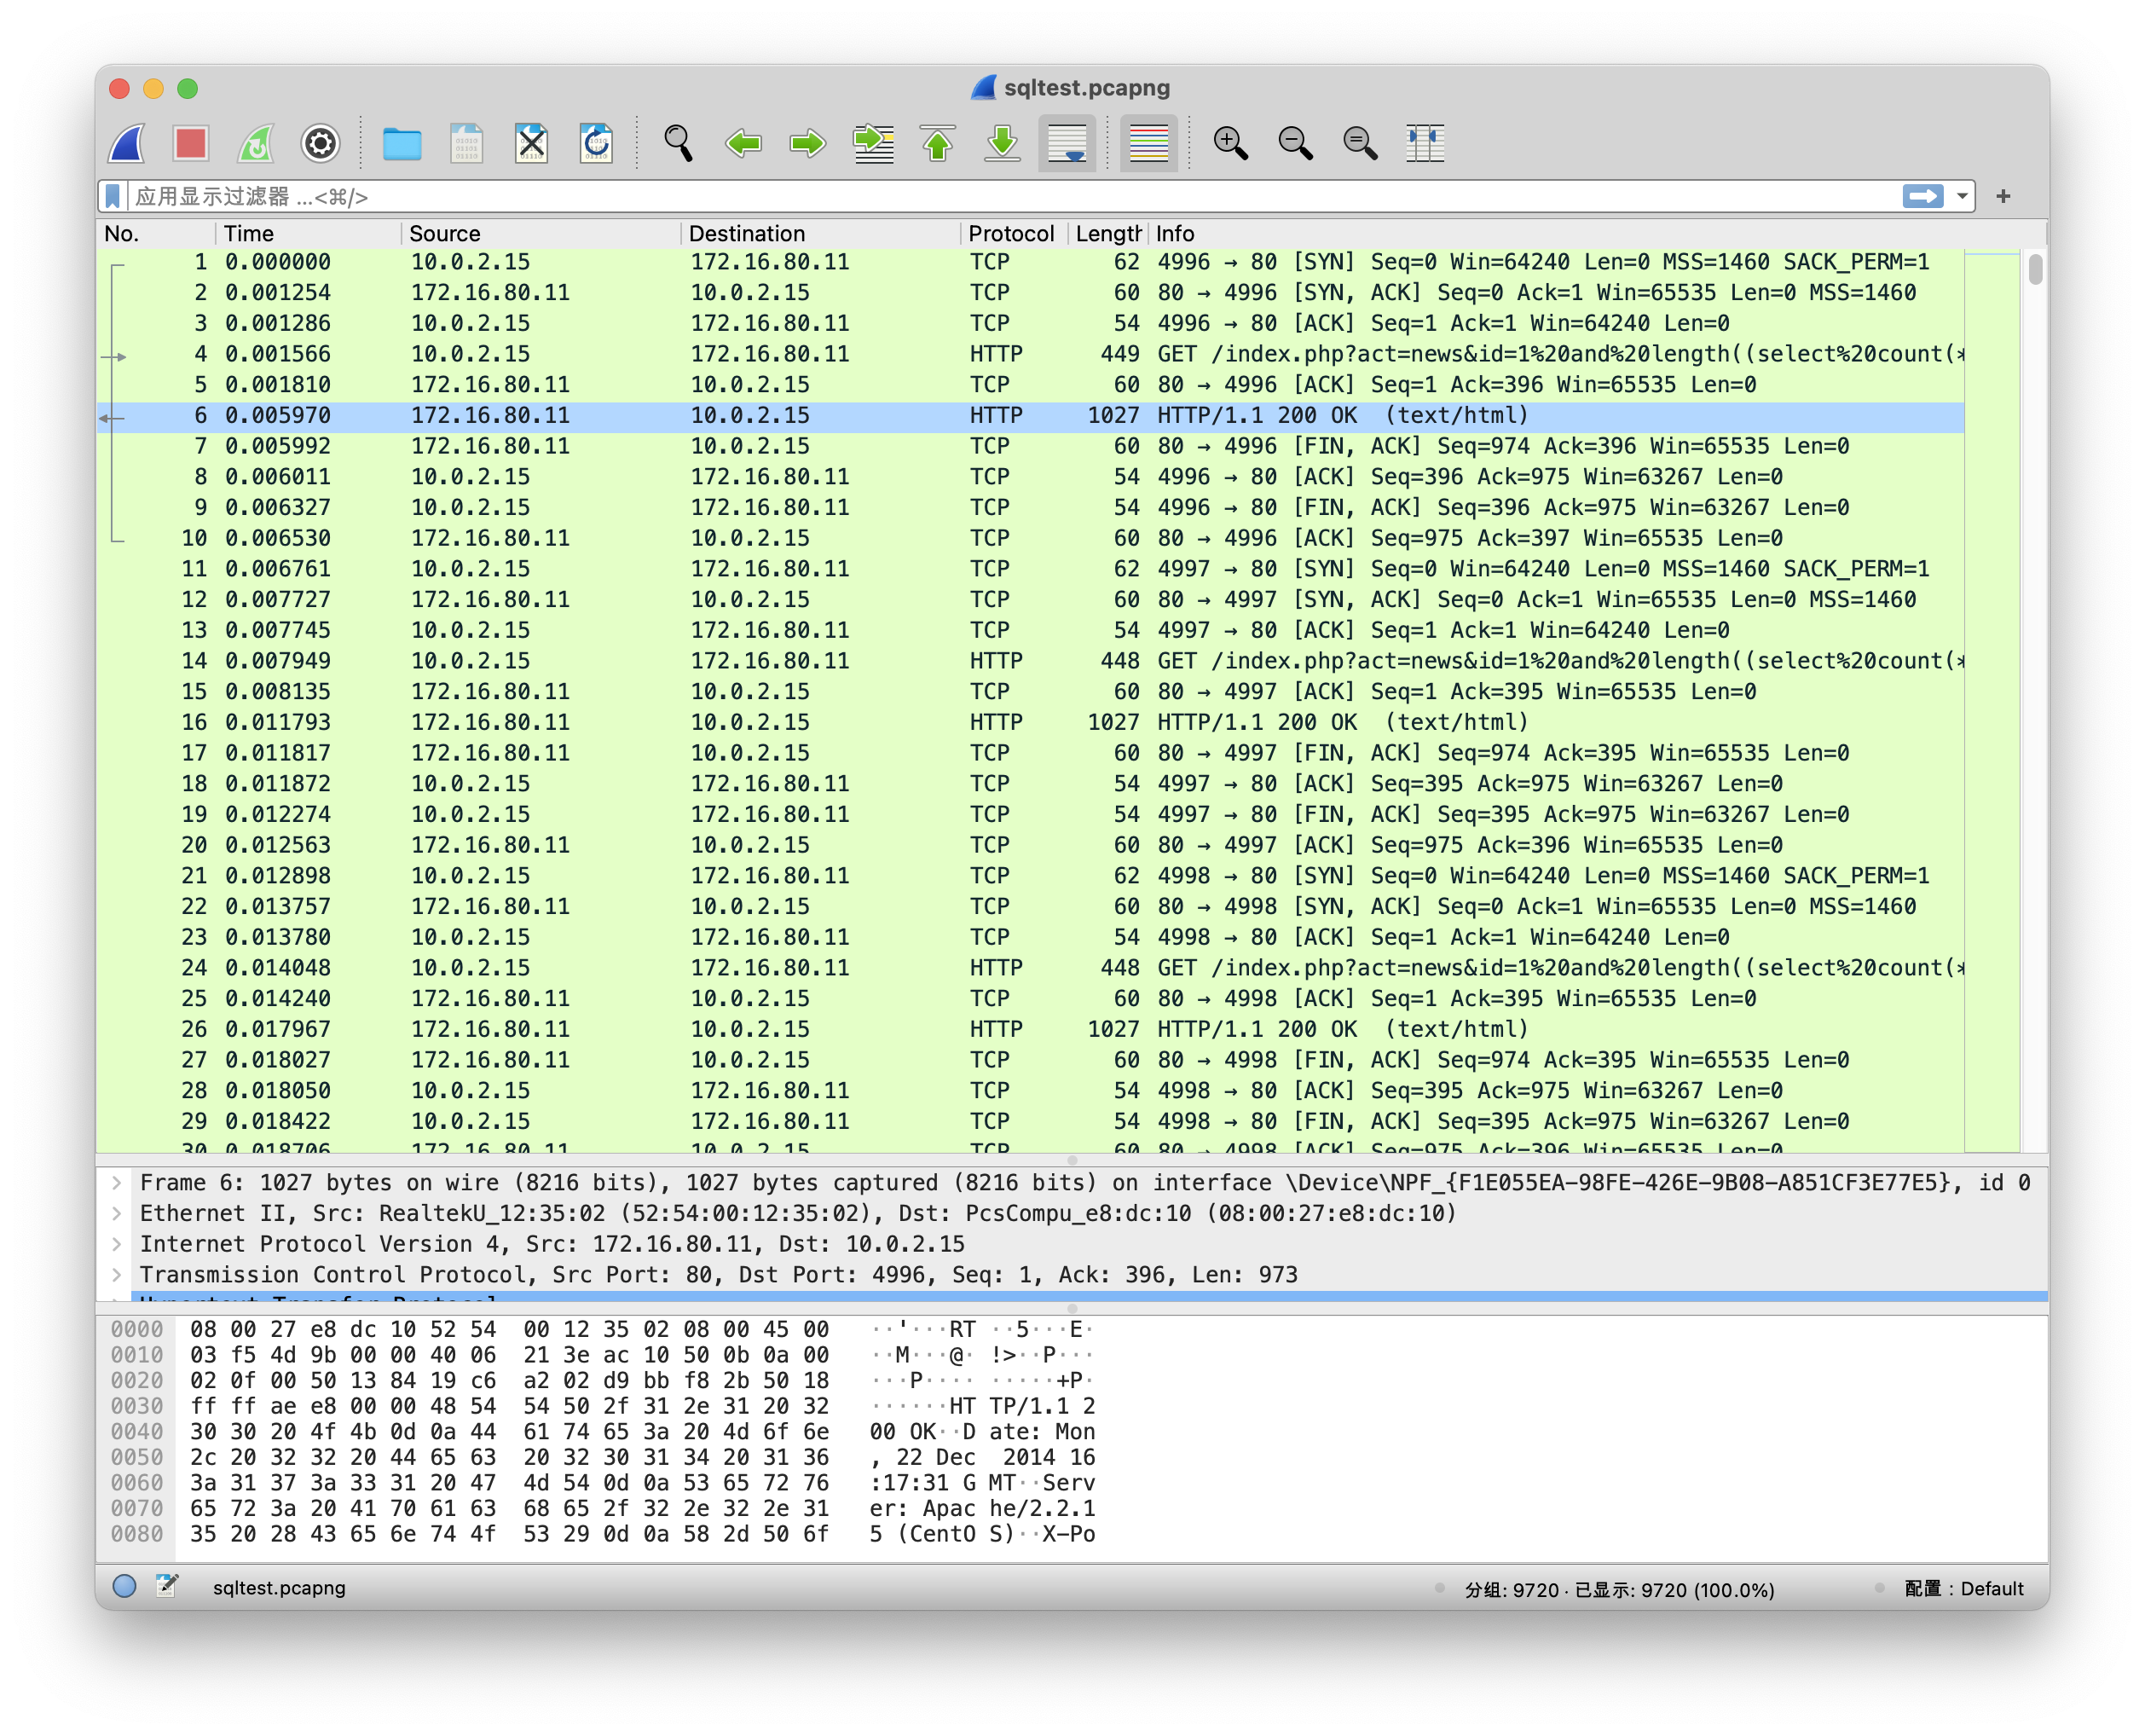 sqltest.pcapng
应用显示过滤器 ...<⌘/>
+
No. Time Source Destination Protocol Length Info
1 0.000000 10.0.2.15 172.16.80.11 TCP 62 4996 → 80 [SYN] Seq=0 Win=64240 Len=0 MSS=1460 SACK_PERM=1
2 0.001254 172.16.80.11 10.0.2.15 TCP 60 80 → 4996 [SYN, ACK] Seq=0 Ack=1 Win=65535 Len=0 MSS=1460
3 0.001286 10.0.2.15 172.16.80.11 TCP 54 4996 → 80 [ACK] Seq=1 Ack=1 Win=64240 Len=0
4 0.001566 10.0.2.15 172.16.80.11 HTTP 449 GET /index.php?act=news&id=1%20and%20length((select%20count(*
5 0.001810 172.16.80.11 10.0.2.15 TCP 60 80 → 4996 [ACK] Seq=1 Ack=396 Win=65535 Len=0
6 0.005970 172.16.80.11 10.0.2.15 HTTP 1027 HTTP/1.1 200 OK (text/html)
7 0.005992 172.16.80.11 10.0.2.15 TCP 60 80 → 4996 [FIN, ACK] Seq=974 Ack=396 Win=65535 Len=0
8 0.006011 10.0.2.15 172.16.80.11 TCP 54 4996 → 80 [ACK] Seq=396 Ack=975 Win=63267 Len=0
9 0.006327 10.0.2.15 172.16.80.11 TCP 54 4996 → 80 [FIN, ACK] Seq=396 Ack=975 Win=63267 Len=0
10 0.006530 172.16.80.11 10.0.2.15 TCP 60 80 → 4996 [ACK] Seq=975 Ack=397 Win=65535 Len=0
11 0.006761 10.0.2.15 172.16.80.11 TCP 62 4997 → 80 [SYN] Seq=0 Win=64240 Len=0 MSS=1460 SACK_PERM=1
12 0.007727 172.16.80.11 10.0.2.15 TCP 60 80 → 4997 [SYN, ACK] Seq=0 Ack=1 Win=65535 Len=0 MSS=1460
13 0.007745 10.0.2.15 172.16.80.11 TCP 54 4997 → 80 [ACK] Seq=1 Ack=1 Win=64240 Len=0
14 0.007949 10.0.2.15 172.16.80.11 HTTP 448 GET /index.php?act=news&id=1%20and%20length((select%20count(*
15 0.008135 172.16.80.11 10.0.2.15 TCP 60 80 → 4997 [ACK] Seq=1 Ack=395 Win=65535 Len=0
16 0.011793 172.16.80.11 10.0.2.15 HTTP 1027 HTTP/1.1 200 OK (text/html)
17 0.011817 172.16.80.11 10.0.2.15 TCP 60 80 → 4997 [FIN, ACK] Seq=974 Ack=395 Win=65535 Len=0
18 0.011872 10.0.2.15 172.16.80.11 TCP 54 4997 → 80 [ACK] Seq=395 Ack=975 Win=63267 Len=0
19 0.012274 10.0.2.15 172.16.80.11 TCP 54 4997 → 80 [FIN, ACK] Seq=395 Ack=975 Win=63267 Len=0
20 0.012563 172.16.80.11 10.0.2.15 TCP 60 80 → 4997 [ACK] Seq=975 Ack=396 Win=65535 Len=0
21 0.012898 10.0.2.15 172.16.80.11 TCP 62 4998 → 80 [SYN] Seq=0 Win=64240 Len=0 MSS=1460 SACK_PERM=1
22 0.013757 172.16.80.11 10.0.2.15 TCP 60 80 → 4998 [SYN, ACK] Seq=0 Ack=1 Win=65535 Len=0 MSS=1460
23 0.013780 10.0.2.15 172.16.80.11 TCP 54 4998 → 80 [ACK] Seq=1 Ack=1 Win=64240 Len=0
24 0.014048 10.0.2.15 172.16.80.11 HTTP 448 GET /index.php?act=news&id=1%20and%20length((select%20count(*
25 0.014240 172.16.80.11 10.0.2.15 TCP 60 80 → 4998 [ACK] Seq=1 Ack=395 Win=65535 Len=0
26 0.017967 172.16.80.11 10.0.2.15 HTTP 1027 HTTP/1.1 200 OK (text/html)
27 0.018027 172.16.80.11 10.0.2.15 TCP 60 80 → 4998 [FIN, ACK] Seq=974 Ack=395 Win=65535 Len=0
28 0.018050 10.0.2.15 172.16.80.11 TCP 54 4998 → 80 [ACK] Seq=395 Ack=975 Win=63267 Len=0
29 0.018422 10.0.2.15 172.16.80.11 TCP 54 4998 → 80 [FIN, ACK] Seq=395 Ack=975 Win=63267 Len=0
30 0.018706 172.16.80.11 10.0.2.15 TCP 60 80 → 4998 [ACK] Seq=975 Ack=396 Win=65535 Len=0
Frame 6: 1027 bytes on wire (8216 bits), 1027 bytes captured (8216 bits) on interface \Device\NPF_{F1E055EA-98FE-426E-9B08-A851CF3E77E5}, id 0
Ethernet II, Src: RealtekU_12:35:02 (52:54:00:12:35:02), Dst: PcsCompu_e8:dc:10 (08:00:27:e8:dc:10)
Internet Protocol Version 4, Src: 172.16.80.11, Dst: 10.0.2.15
Transmission Control Protocol, Src Port: 80, Dst Port: 4996, Seq: 1, Ack: 396, Len: 973
Hypertext Transfer Protocol
0000 08 00 27 e8 dc 10 52 54 00 12 35 02 08 00 45 00 ··'···RT ··5···E·
0010 03 f5 4d 9b 00 00 40 06 21 3e ac 10 50 0b 0a 00 ··M···@· !>··P···
0020 02 0f 00 50 13 84 19 c6 a2 02 d9 bb f8 2b 50 18 ···P···· ·····+P·
0030 ff ff ae e8 00 00 48 54 54 50 2f 31 2e 31 20 32 ······HT TP/1.1 2
0040 30 30 20 4f 4b 0d 0a 44 61 74 65 3a 20 4d 6f 6e 00 OK··D ate: Mon
0050 2c 20 32 32 20 44 65 63 20 32 30 31 34 20 31 36 , 22 Dec 2014 16
0060 3a 31 37 3a 33 31 20 47 4d 54 0d 0a 53 65 72 76 :17:31 G MT··Serv
0070 65 72 3a 20 41 70 61 63 68 65 2f 32 2e 32 2e 31 er: Apac he/2.2.1
0080 35 20 28 43 65 6e 74 4f 53 29 0d 0a 58 2d 50 6f 5 (CentO S)··X-Po
sqltest.pcapng 分组: 9720 · 已显示: 9720 (100.0%) 配置 : Default